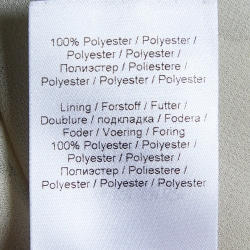 100% Polyester / Polyester /
Polyester / Polyester /
Полиэстер / Poliestere /
Polyester / Polyester / Polyester
Lining / Forstoff / Futter /
Doublure / подкладка / Fodera /
Foder / Voering / Foring
100% Polyester / Polyester /
Polyester / Polyester /
Полиэстер / Poliestere /
Polyester / Polyester / Polyester